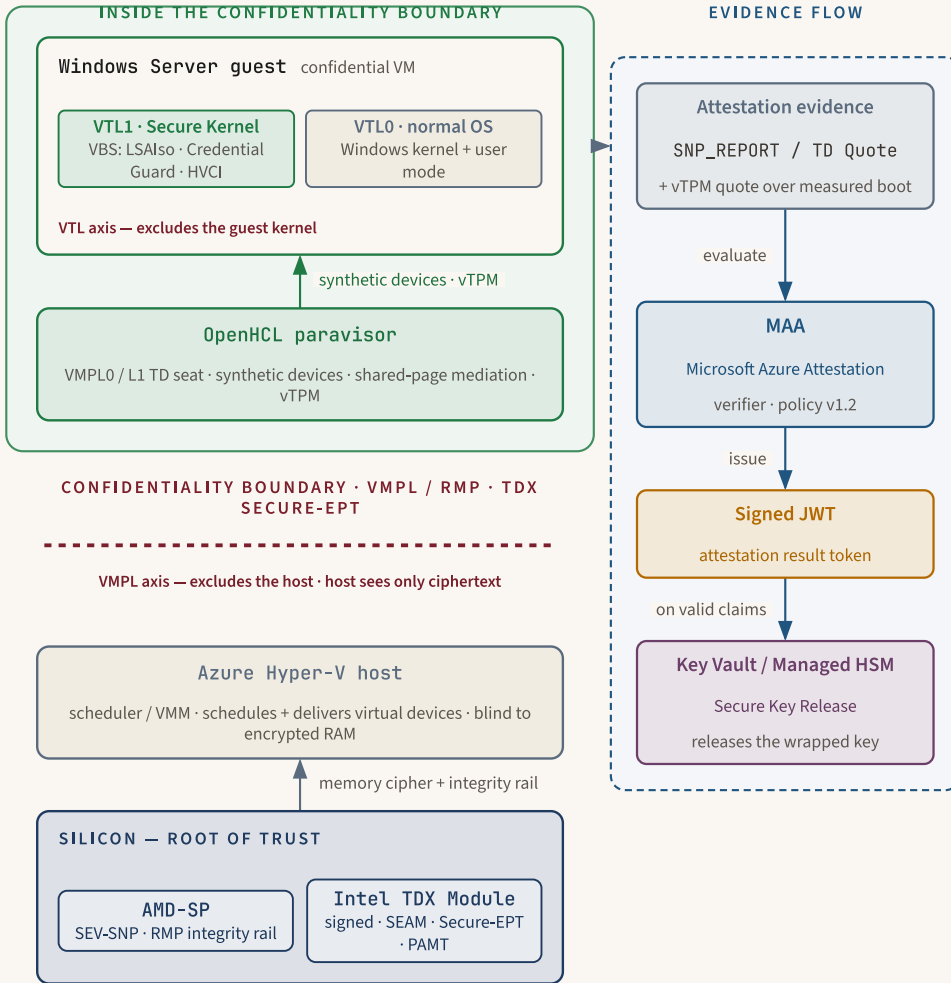 INSIDE THE CONFIDENTIALITY BOUNDARY
Windows Server guest confidential VM
VTL1 · Secure Kernel
VBS: LSAIso · Credential
Guard · HVCI
VTL0 · normal OS
Windows kernel + user
mode
VTL axis — excludes the guest kernel
synthetic devices · vTPM
OpenHCL paravisor
VMPL0 / L1 TD seat · synthetic devices · shared-page mediation ·
vTPM
CONFIDENTIALITY BOUNDARY · VMPL / RMP · TDX
SECURE-EPT
VMPL axis — excludes the host · host sees only ciphertext
Azure Hyper-V host
scheduler / VMM · schedules + delivers virtual devices · blind to
encrypted RAM
memory cipher + integrity rail
SILICON — ROOT OF TRUST
AMD-SP
SEV-SNP · RMP integrity rail
Intel TDX Module
signed · SEAM · Secure-EPT
· PAMT
EVIDENCE FLOW
Attestation evidence
SNP_REPORT / TD Quote
+ vTPM quote over measured boot
evaluate
MAA
Microsoft Azure Attestation
verifier · policy v1.2
issue
Signed JWT
attestation result token
on valid claims
Key Vault / Managed HSM
Secure Key Release
releases the wrapped key